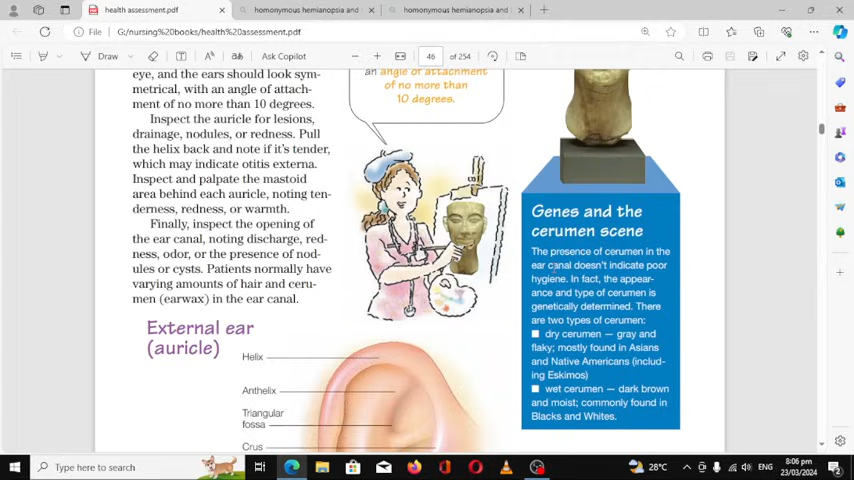 health assessment.pdf
homonymous hemianopsia and
homonymous hemianopsia and
G:/nursing%20books/health%20assessment.pdf
Draw
Ask Copilot
46
of 254
eye, and the ears should look sym-
metrical, with an angle of attach-
ment of no more than 10 degrees.
Inspect the auricle for lesions,
drainage, nodules, or redness. Pull
the helix back and note if it's tender,
which may indicate otitis externa.
Inspect and palpate the mastoid
area behind each auricle, noting ten-
derness, redness, or warmth.
Finally, inspect the opening of
the ear canal, noting discharge, red-
ness, odor, or the presence of nod-
ules or cysts. Patients normally have
varying amounts of hair and ceru-
men (earwax) in the ear canal.
an angle of attachment
of no more than
10 degrees.
Genes and the
cerumen scene
The presence of cerumen in the
ear canal doesn't indicate poor
hygiene. In fact, the appear-
ance and type of cerumen is
genetically determined. There
are two types of cerumen:
dry cerumen — gray and
flaky; mostly found in Asians
and Native Americans (includ-
ing Eskimos)
wet cerumen — dark brown
and moist; commonly found in
Blacks and Whites.
External ear
(auricle)
Helix
Anthelix
Triangular
fossa
Crus
Type here to search
28°C
ENG
8:06 pm
23/03/2024